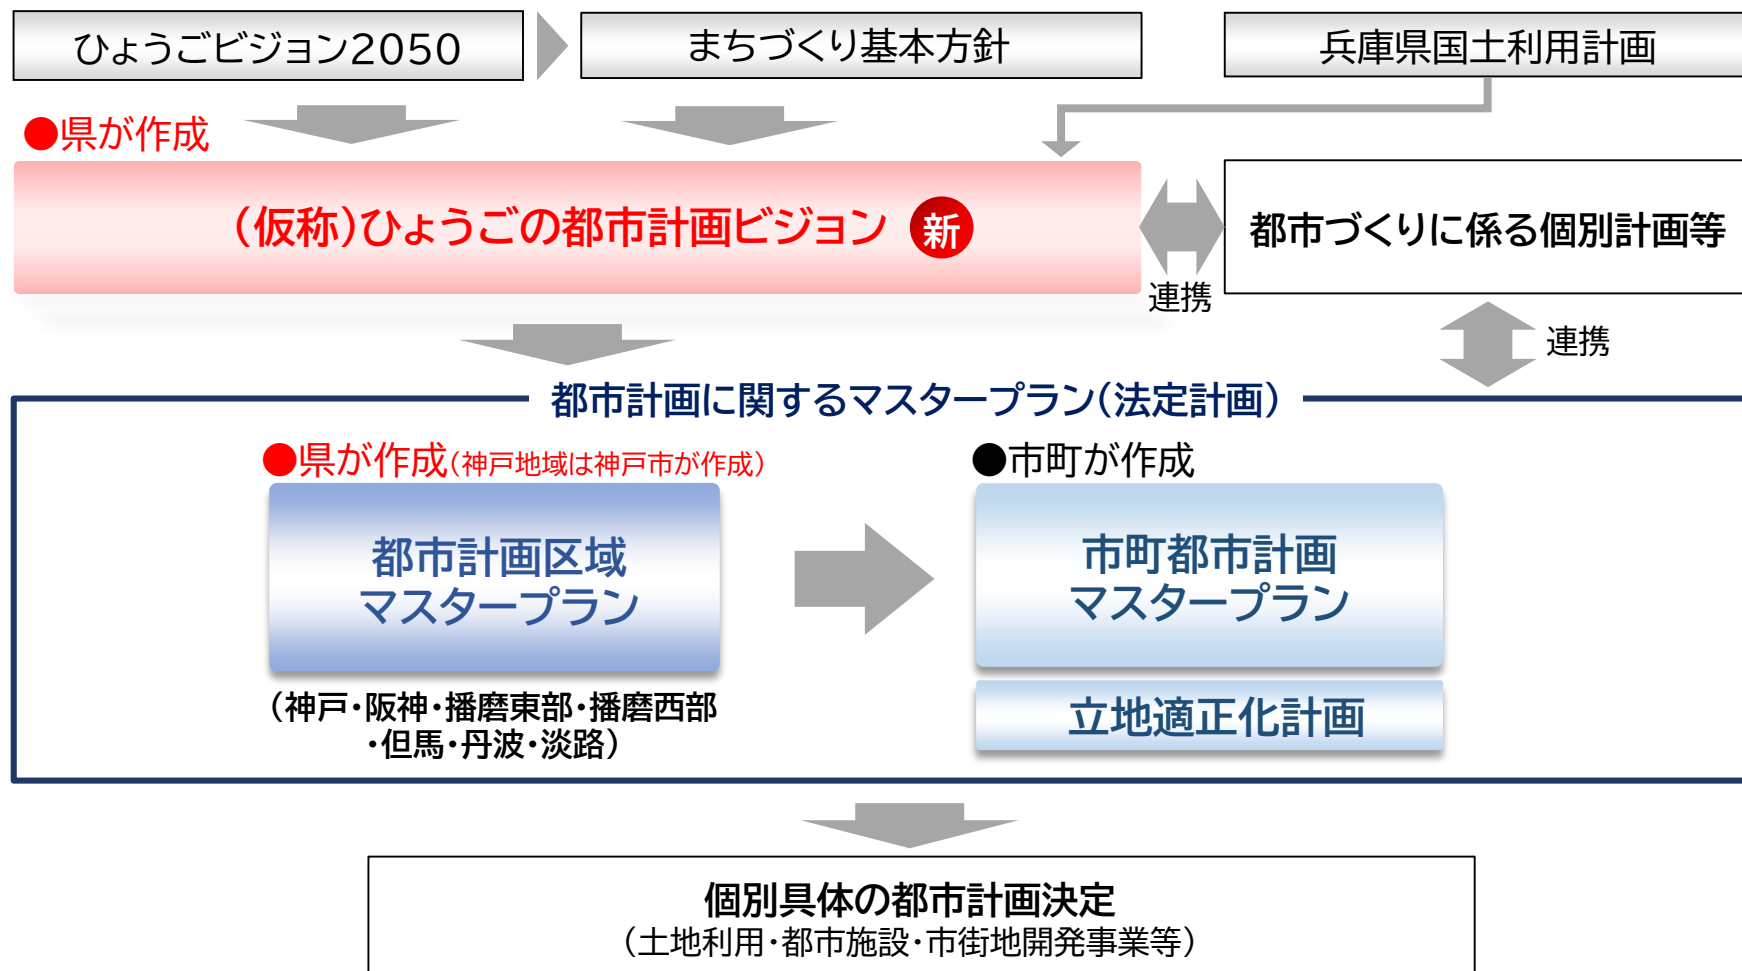 ひょうごビジョン2050
まちづくり基本方針
兵庫県国土利用計画
●県が作成
(仮称)ひょうごの都市計画ビジョン 新
都市づくりに係る個別計画等
連携
連携
都市計画に関するマスタープラン(法定計画)
●県が作成(神戸地域は神戸市が作成)
●市町が作成
都市計画区域
マスタープラン
市町都市計画
マスタープラン
(神戸・阪神・播磨東部・播磨西部
・但馬・丹波・淡路)
立地適正化計画
個別具体の都市計画決定
(土地利用・都市施設・市街地開発事業等)